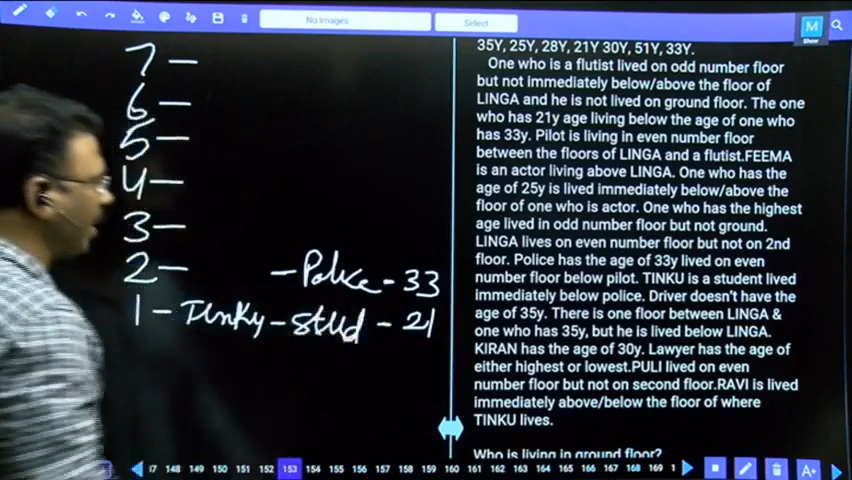 No Images
Select
M
Show
7 -
6 -
5 -
4 -
3 -
2 - - Police - 33
1 - Tinky - stud - 21
35Y, 25Y, 28Y, 21Y 30Y, 51Y, 33Y.
One who is a flutist lived on odd number floor
but not immediately below/above the floor of
LINGA and he is not lived on ground floor. The one
who has 21y age living below the age of one who
has 33y. Pilot is living in even number floor
between the floors of LINGA and a flutist.FEEMA
is an actor living above LINGA. One who has the
age of 25y is lived immediately below/above the
floor of one who is actor. One who has the highest
age lived in odd number floor but not ground.
LINGA lives on even number floor but not on 2nd
floor. Police has the age of 33y lived on even
number floor below pilot. TINKU is a student lived
immediately below police. Driver doesn't have the
age of 35y. There is one floor between LINGA &
one who has 35y, but he is lived below LINGA.
KIRAN has the age of 30y. Lawyer has the age of
either highest or lowest.PULI lived on even
number floor but not on second floor.RAVI is lived
immediately above/below the floor of where
TINKU lives.
Who is living in ground floor?
148 149 150 151 152 153 154 155 156 157 158 159 160 161 162 163 164 165 166 167 168 169 1
A+